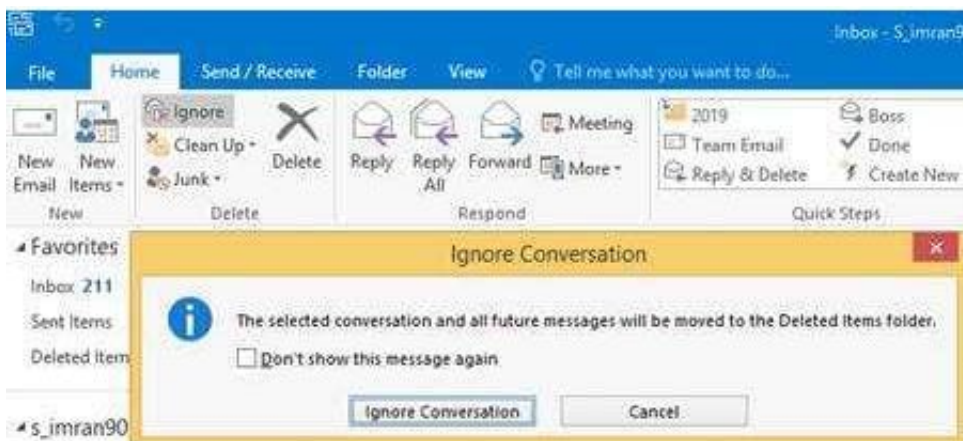 Inbox - S_imran9
File Home Send / Receive Folder View Tell me what you want to do...
New Email
New Items
Ignore
Clean Up
Junk
Delete
Reply
Reply All
Forward
Meeting
More
2019
Team Email
Reply & Delete
Boss
Done
Create New
New Delete Respond Quick Steps
Favorites
Inbox 211
Sent Items
Deleted Item
s_imran90
Ignore Conversation
The selected conversation and all future messages will be moved to the Deleted Items folder.
Don't show this message again
Ignore Conversation Cancel